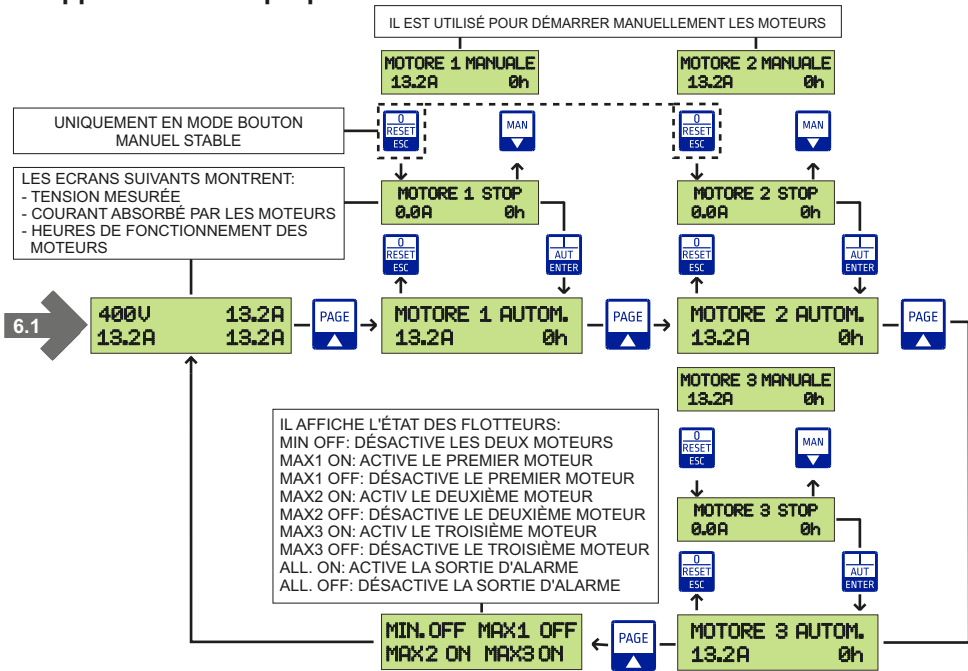 IL EST UTILISÉ POUR DÉMARRER MANUELLEMENT LES MOTEURS
MOTORE 1 MANUALE
13.2A 0h
MOTORE 2 MANUALE
13.2A 0h
UNIQUEMENT EN MODE BOUTON
MANUEL STABLE
0
RESET
ESC
MAN
0
RESET
ESC
MAN
LES ECRANS SUIVANTS MONTRENT:
- TENSION MESURÉE
- COURANT ABSORBÉ PAR LES MOTEURS
- HEURES DE FONCTIONNEMENT DES
MOTEURS
MOTORE 1 STOP
0.0A 0h
MOTORE 2 STOP
0.0A 0h
0
RESET
ESC
I
AUT
ENTER
0
RESET
ESC
I
AUT
ENTER
6.1
400V 13.2A
13.2A 13.2A
PAGE
MOTORE 1 AUTOM.
13.2A 0h
PAGE
MOTORE 2 AUTOM.
13.2A 0h
PAGE
MOTORE 3 MANUALE
13.2A 0h
IL AFFICHE L'ÉTAT DES FLOTTEURS:
MIN OFF: DÉSACTIVE LES DEUX MOTEURS
MAX1 ON: ACTIVE LE PREMIER MOTEUR
MAX1 OFF: DÉSACTIVE LE PREMIER MOTEUR
MAX2 ON: ACTIV LE DEUXIÈME MOTEUR
MAX2 OFF: DÉSACTIVE LE DEUXIÈME MOTEUR
MAX3 ON: ACTIV LE TROISIÈME MOTEUR
MAX3 OFF: DÉSACTIVE LE TROISIÈME MOTEUR
ALL. ON: ACTIVE LA SORTIE D'ALARME
ALL. OFF: DÉSACTIVE LA SORTIE D'ALARME
0
RESET
ESC
MAN
MOTORE 3 STOP
0.0A 0h
0
RESET
ESC
I
AUT
ENTER
MIN.OFF MAX1 OFF
MAX2 ON MAX3 ON
PAGE
MOTORE 3 AUTOM.
13.2A 0h